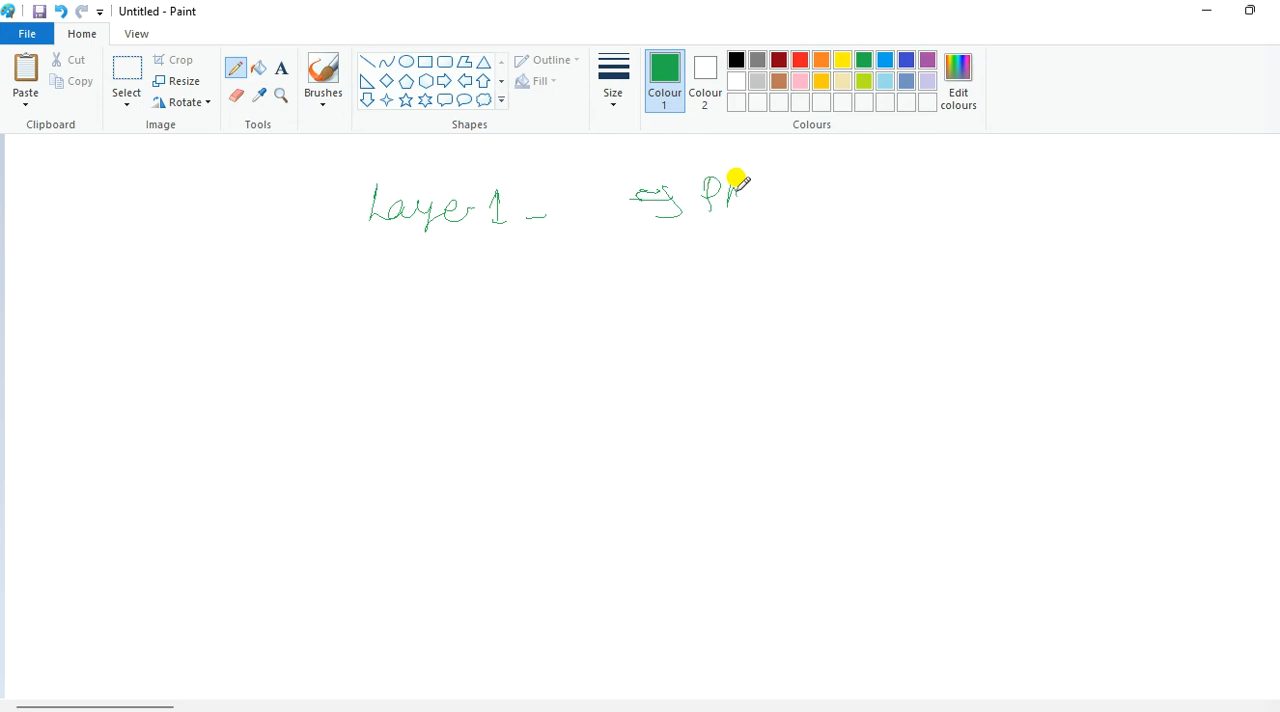 Untitled - Paint
File Home View
Paste Cut Copy Clipboard
Select Crop Resize Rotate Image
Tools
Brushes
Shapes
Outline Fill
Size
Colour 1 Colour 2 Edit colours Colours
Layer 1 -